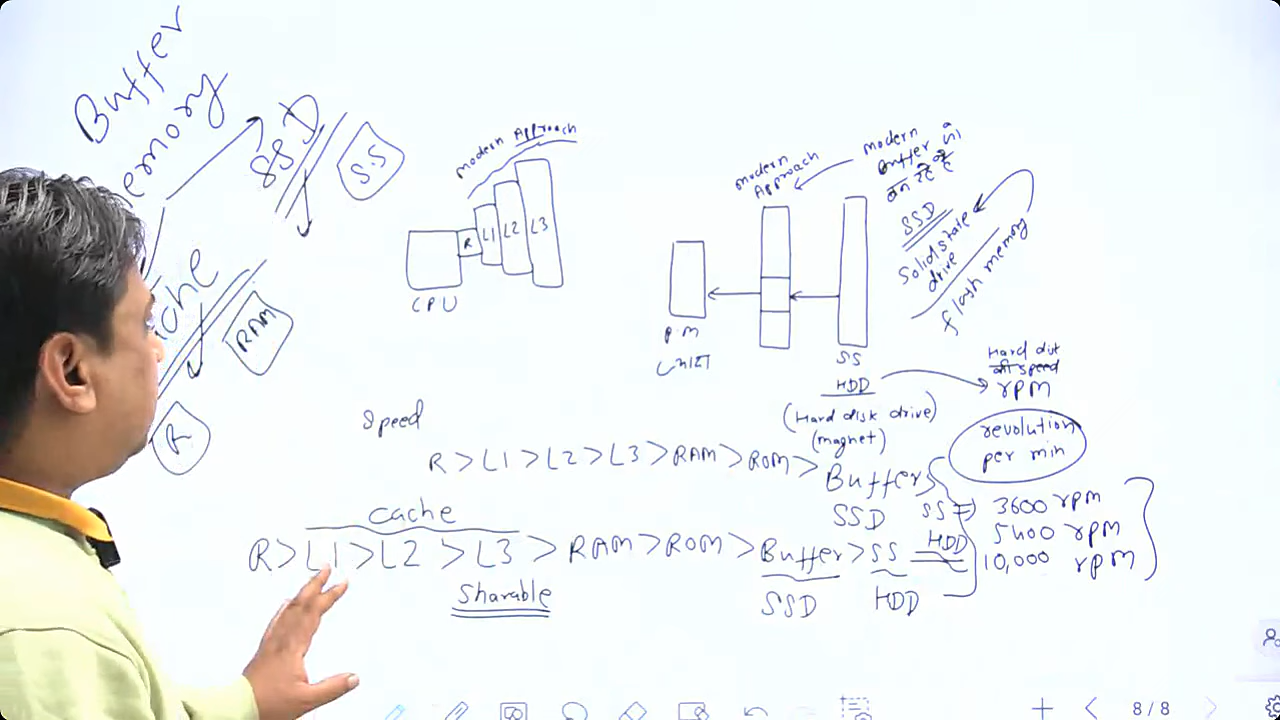 Buffer
emory
SSD
S.S
che
RAM
R
modern Approach
R
L1
L2
L3
CPU
modern
Approach
modern
Buffer की
बन रहे है
SSD
Solid state
drive
flash memory
P.M
SS
HDD
(Hard disk drive)
(magnet)
Hard disk
की speed
rpm
revolution
per min
Speed
R > L1 > L2 > L3 > RAM > ROM > Buffer
SSD
SS
HDD
3600 rpm
5400 rpm
10,000 rpm
cache
R > L1 > L2 > L3 > RAM > ROM > Buffer > SS
Sharable
SSD
HDD
8/8